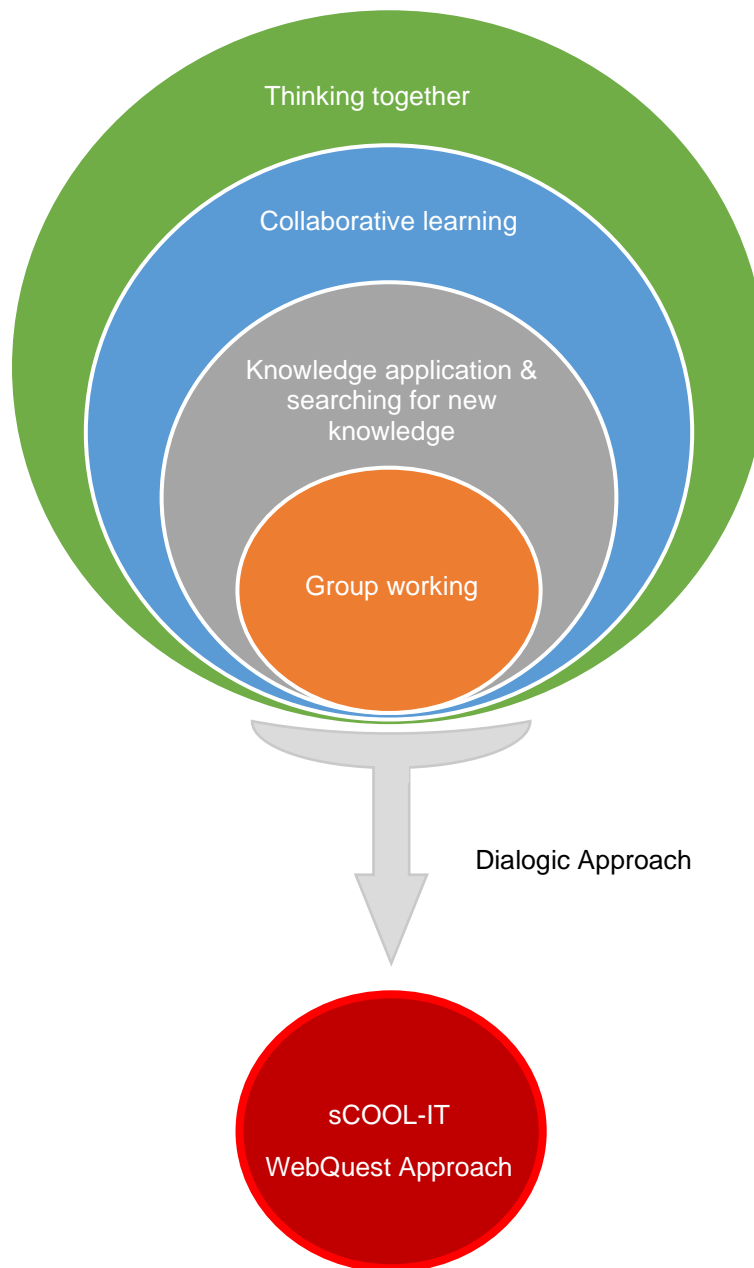 Thinking together
Collaborative learning
Knowledge application &
searching for new
knowledge
Group working
Dialogic Approach
sCOOL-IT
WebQuest Approach